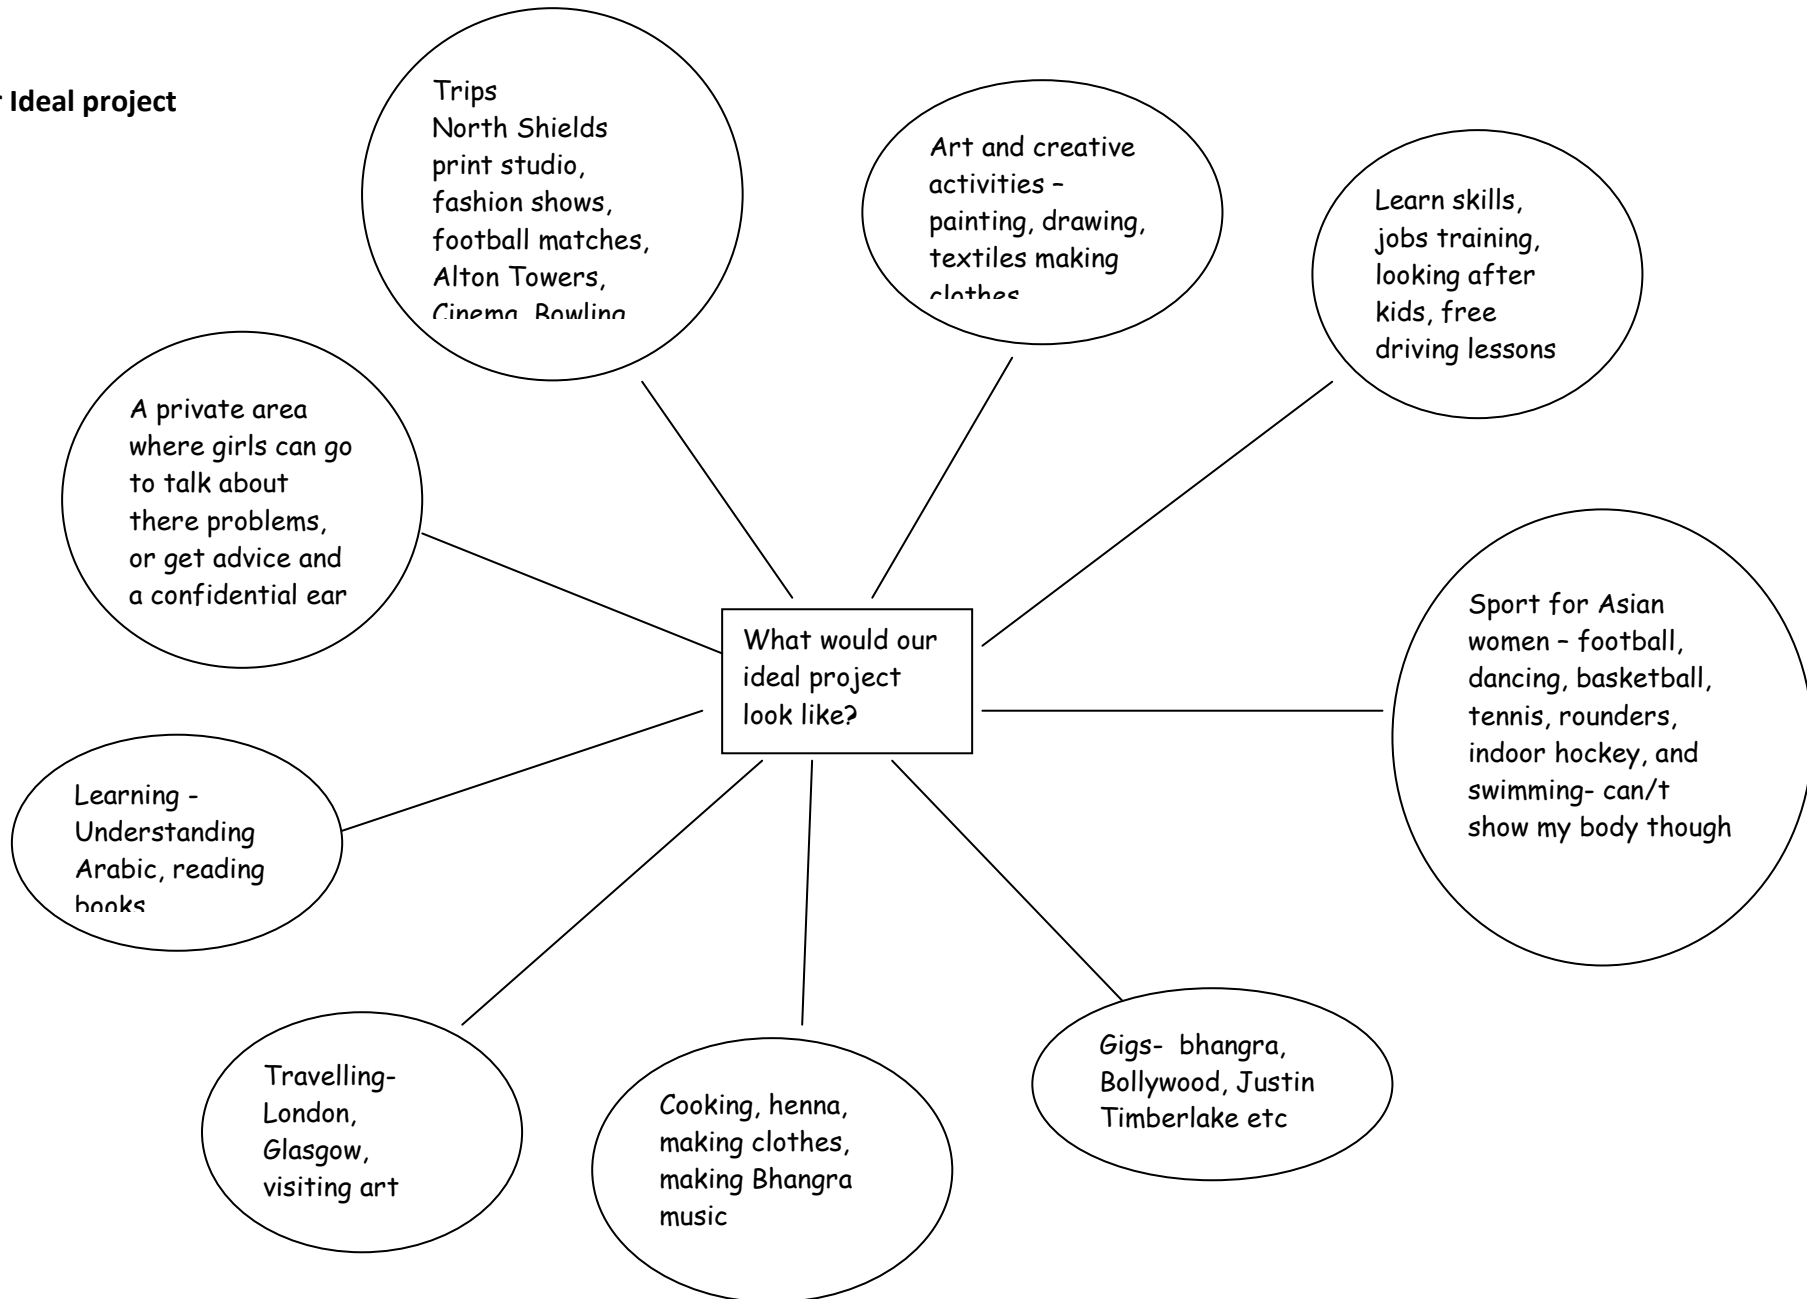 Ideal project
Trips
North Shields
print studio,
fashion shows,
football matches,
Alton Towers,
Cinema, Bowling
Art and creative
activities –
painting, drawing,
textiles making
clothes
Learn skills,
jobs training,
looking after
kids, free
driving lessons
A private area
where girls can go
to talk about
there problems,
or get advice and
a confidential ear
What would our
ideal project
look like?
Sport for Asian
women – football,
dancing, basketball,
tennis, rounders,
indoor hockey, and
swimming- can/t
show my body though
Learning -
Understanding
Arabic, reading
books
Travelling-
London,
Glasgow,
visiting art
Cooking, henna,
making clothes,
making Bhangra
music
Gigs- bhangra,
Bollywood, Justin
Timberlake etc